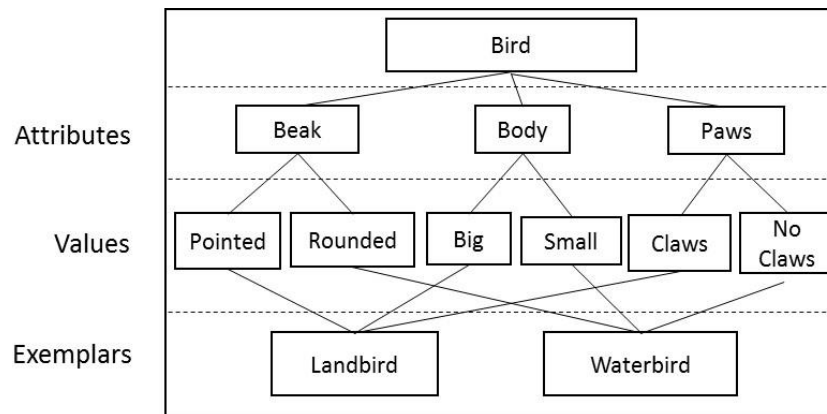 Bird
Attributes
Beak
Body
Paws
Values
Pointed
Rounded
Big
Small
Claws
No
Claws
Exemplars
Landbird
Waterbird